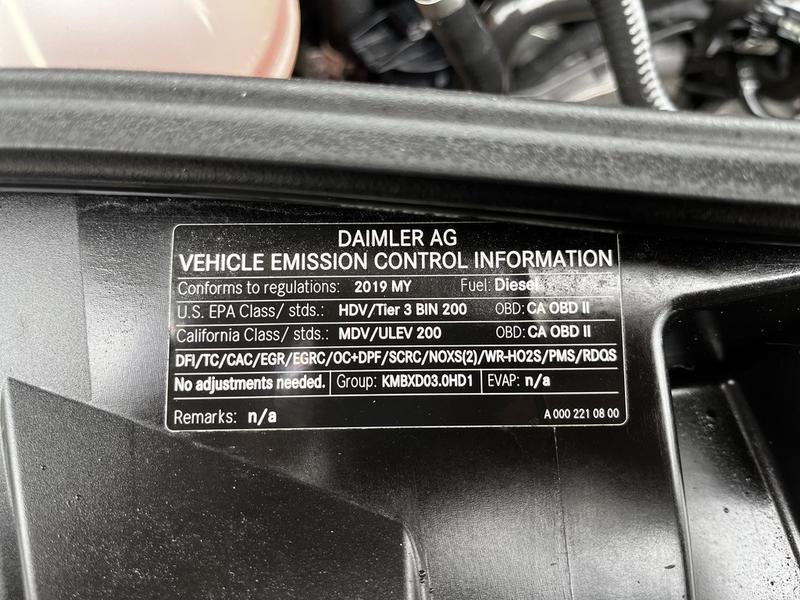 DAIMLER AG
VEHICLE EMISSION CONTROL INFORMATION
Conforms to regulations: 2019 MY Fuel: Diesel
U.S. EPA Class/ stds.: HDV/Tier 3 BIN 200 OBD: CA OBD II
California Class/ stds.: MDV/ULEV 200 OBD: CA OBD II
DFI/TC/CAC/EGR/EGRC/OC+DPF/SCRC/NOXS(2)/WR-HO2S/PMS/RDQS
No adjustments needed. Group: KMBXD03.0HD1 EVAP: n/a
Remarks: n/a A 000 221 08 00